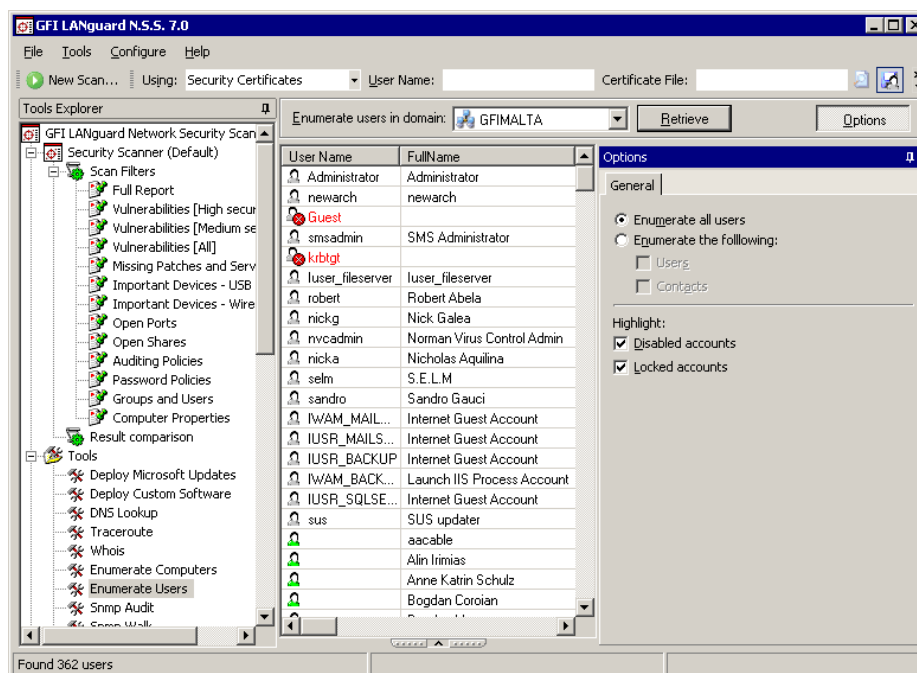 GFI LANguard N.S.S. 7.0
File Tools Configure Help
New Scan... Using: Security Certificates User Name: Certificate File:
Tools Explorer
Enumerate users in domain: GFIMALTA Retrieve Options
GFI LANguard Network Security Scan
Security Scanner (Default)
Scan Filters
Full Report
Vulnerabilities [High secur
Vulnerabilities [Medium se
Vulnerabilities [All]
Missing Patches and Serv
Important Devices - USB
Important Devices - Wire
Open Ports
Open Shares
Auditing Policies
Password Policies
Groups and Users
Computer Properties
Result comparison
Tools
Deploy Microsoft Updates
Deploy Custom Software
DNS Lookup
Traceroute
Whois
Enumerate Computers
Enumerate Users
Snmp Audit
Snmp Walk
User Name FullName
Administrator Administrator
newarch newarch
Guest
smsadmin SMS Administrator
krbtgt
Iuser_fileserver Iuser_fileserver
robert Robert Abela
nickg Nick Galea
nvcadmin Norman Virus Control Admin
nicka Nicholas Aquilina
selm S.E.L.M
sandro Sandro Gauci
IWAM_MAIL... Internet Guest Account
IUSR_MAILS... Internet Guest Account
IUSR_BACKUP Internet Guest Account
IWAM_BACK... Launch IIS Process Account
IUSR_SQLSE... Internet Guest Account
sus SUS updater
aacable
Alin Irimias
Anne Katrin Schulz
Bogdan Coroian
Options
General
Enumerate all users
Enumerate the folllowing:
Users
Contacts
Highlight:
Disabled accounts
Locked accounts
Found 362 users